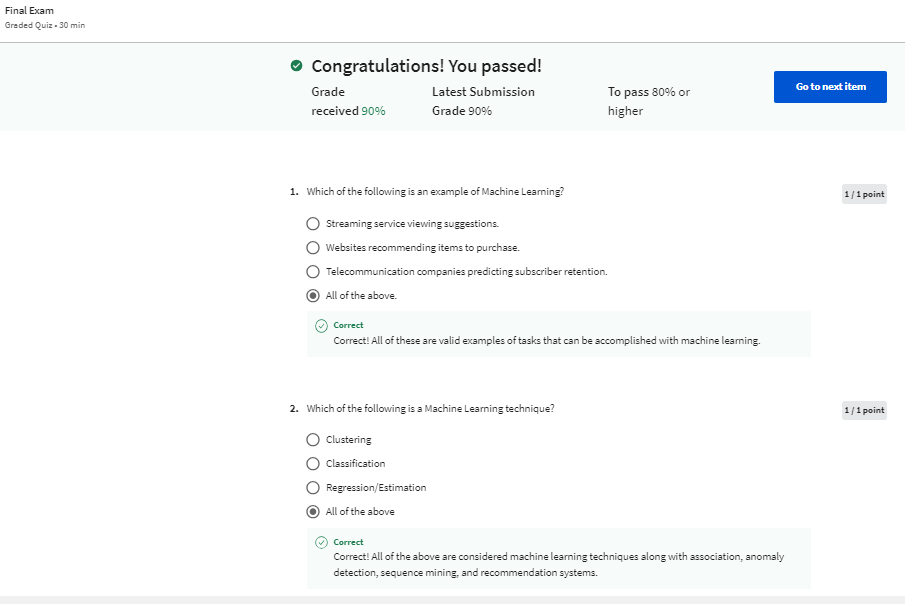 Final Exam
Graded Quiz • 30 min
Congratulations! You passed!
Grade received 90%
Latest Submission Grade 90%
To pass 80% or higher
Go to next item
1. Which of the following is an example of Machine Learning?
1 / 1 point
Streaming service viewing suggestions.
Websites recommending items to purchase.
Telecommunication companies predicting subscriber retention.
All of the above.
Correct
Correct! All of these are valid examples of tasks that can be accomplished with machine learning.
2. Which of the following is a Machine Learning technique?
1 / 1 point
Clustering
Classification
Regression/Estimation
All of the above
Correct
Correct! All of the above are considered machine learning techniques along with association, anomaly
detection, sequence mining, and recommendation systems.